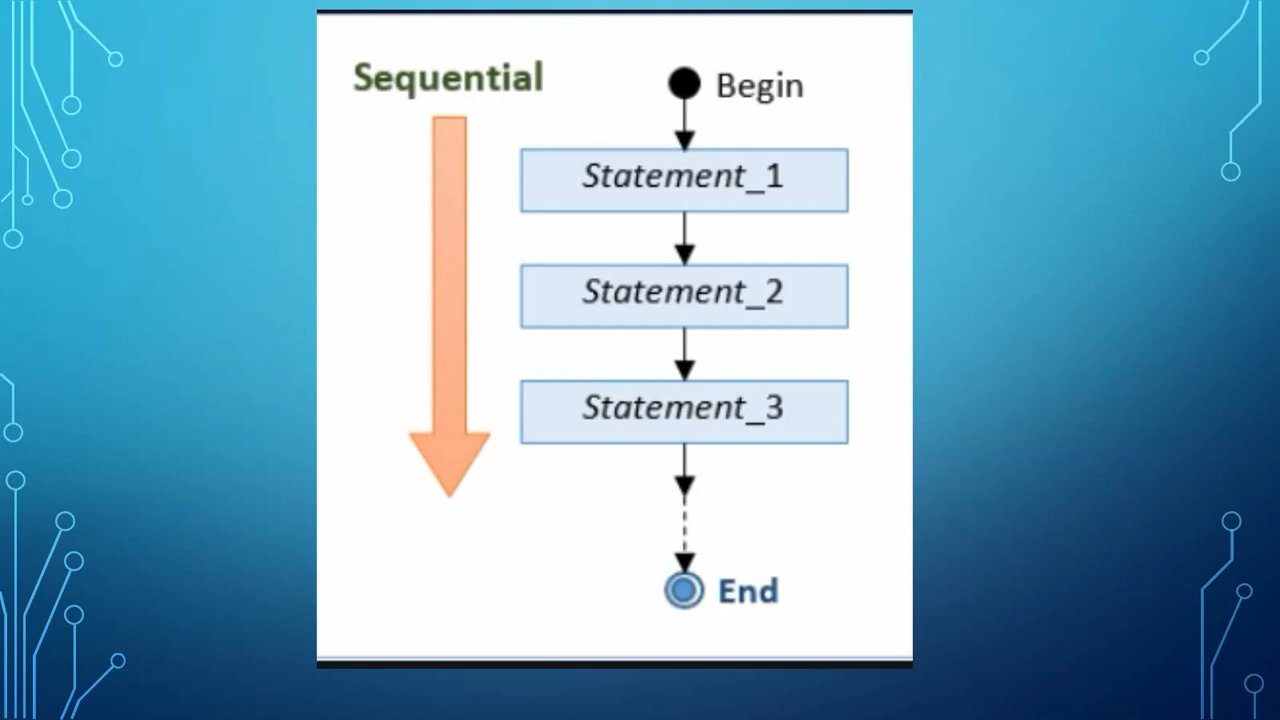 Sequential
Begin
Statement_1
Statement_2
Statement_3
End